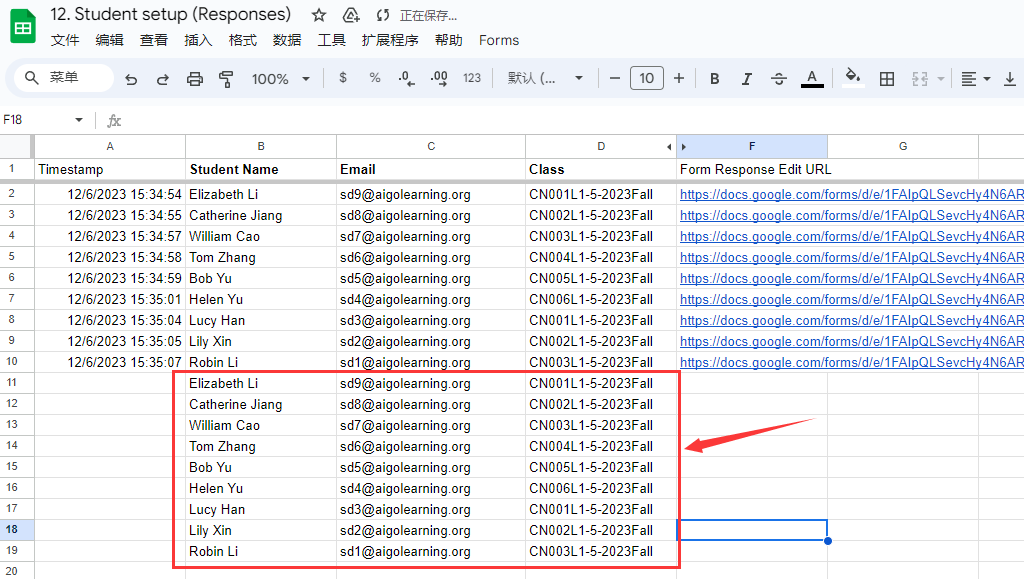 12. Student setup (Responses) 正在保存...
文件 编辑 查看 插入 格式 数据 工具 扩展程序 帮助 Forms
菜单 100% $ % .0 .00 123 默认 (... 10 B I A
F18 fx
A B C D F G
1 Timestamp Student Name Email Class Form Response Edit URL
2 12/6/2023 15:34:54 Elizabeth Li sd9@aigolearning.org CN001L1-5-2023Fall https://docs.google.com/forms/d/e/1FAIpQLSevcHy4N6AR
3 12/6/2023 15:34:55 Catherine Jiang sd8@aigolearning.org CN002L1-5-2023Fall https://docs.google.com/forms/d/e/1FAIpQLSevcHy4N6AR
4 12/6/2023 15:34:57 William Cao sd7@aigolearning.org CN003L1-5-2023Fall https://docs.google.com/forms/d/e/1FAIpQLSevcHy4N6AR
5 12/6/2023 15:34:58 Tom Zhang sd6@aigolearning.org CN004L1-5-2023Fall https://docs.google.com/forms/d/e/1FAIpQLSevcHy4N6AR
6 12/6/2023 15:34:59 Bob Yu sd5@aigolearning.org CN005L1-5-2023Fall https://docs.google.com/forms/d/e/1FAIpQLSevcHy4N6AR
7 12/6/2023 15:35:01 Helen Yu sd4@aigolearning.org CN006L1-5-2023Fall https://docs.google.com/forms/d/e/1FAIpQLSevcHy4N6AR
8 12/6/2023 15:35:04 Lucy Han sd3@aigolearning.org CN001L1-5-2023Fall https://docs.google.com/forms/d/e/1FAIpQLSevcHy4N6AR
9 12/6/2023 15:35:05 Lily Xin sd2@aigolearning.org CN002L1-5-2023Fall https://docs.google.com/forms/d/e/1FAIpQLSevcHy4N6AR
10 12/6/2023 15:35:07 Robin Li sd1@aigolearning.org CN003L1-5-2023Fall https://docs.google.com/forms/d/e/1FAIpQLSevcHy4N6AR
11 Elizabeth Li sd9@aigolearning.org CN001L1-5-2023Fall
12 Catherine Jiang sd8@aigolearning.org CN002L1-5-2023Fall
13 William Cao sd7@aigolearning.org CN003L1-5-2023Fall
14 Tom Zhang sd6@aigolearning.org CN004L1-5-2023Fall
15 Bob Yu sd5@aigolearning.org CN005L1-5-2023Fall
16 Helen Yu sd4@aigolearning.org CN006L1-5-2023Fall
17 Lucy Han sd3@aigolearning.org CN001L1-5-2023Fall
18 Lily Xin sd2@aigolearning.org CN002L1-5-2023Fall
19 Robin Li sd1@aigolearning.org CN003L1-5-2023Fall
20